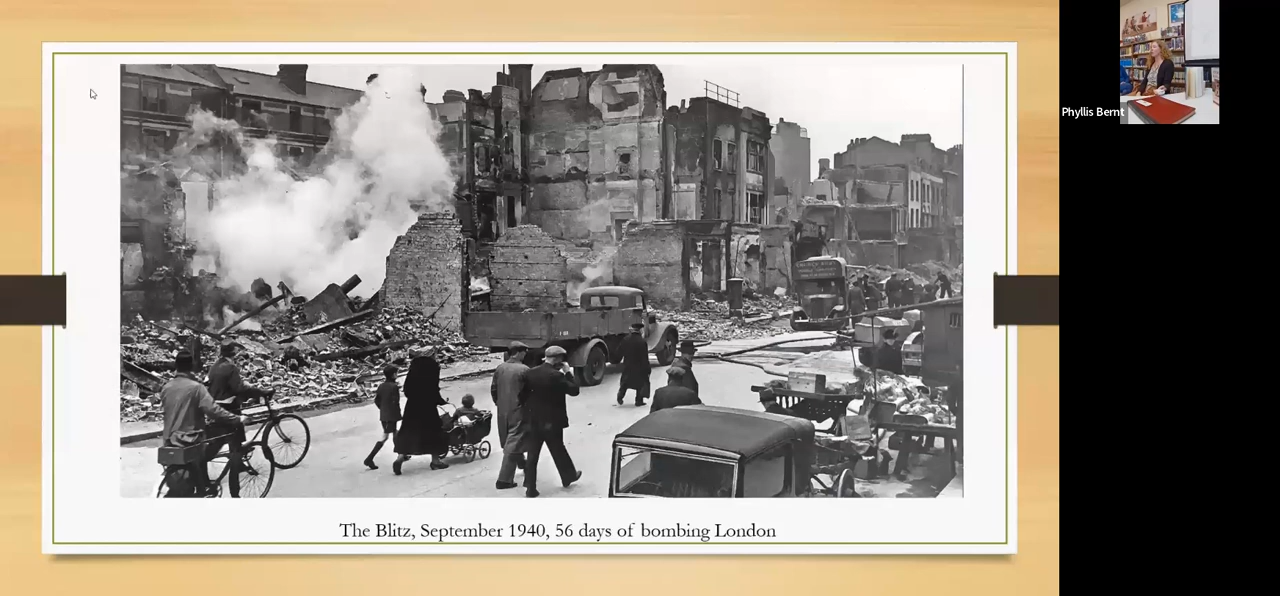 The Blitz, September 1940, 56 days of bombing London
Phyllis Bernt